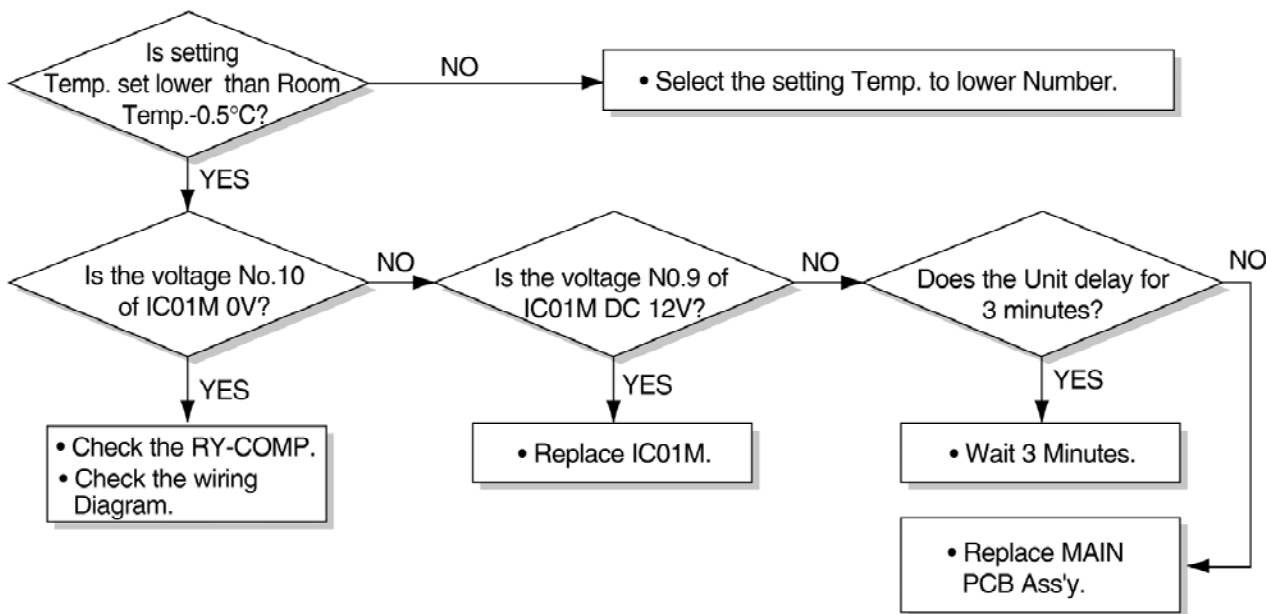 Is setting
Temp. set lower than Room
Temp.-0.5°C?
NO
• Select the setting Temp. to lower Number.
YES
Is the voltage No.10
of IC01M 0V?
NO
Is the voltage N0.9 of
IC01M DC 12V?
NO
Does the Unit delay for
3 minutes?
NO
YES
YES
YES
• Check the RY-COMP.
• Check the wiring
Diagram.
• Replace IC01M.
• Wait 3 Minutes.
• Replace MAIN
PCB Ass'y.